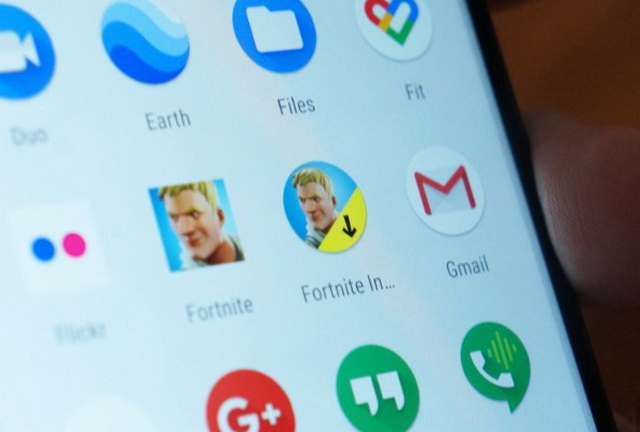 Duo
Earth
Files
Fit
Flickr
Fortnite
Fortnite In...
Gmail
G+